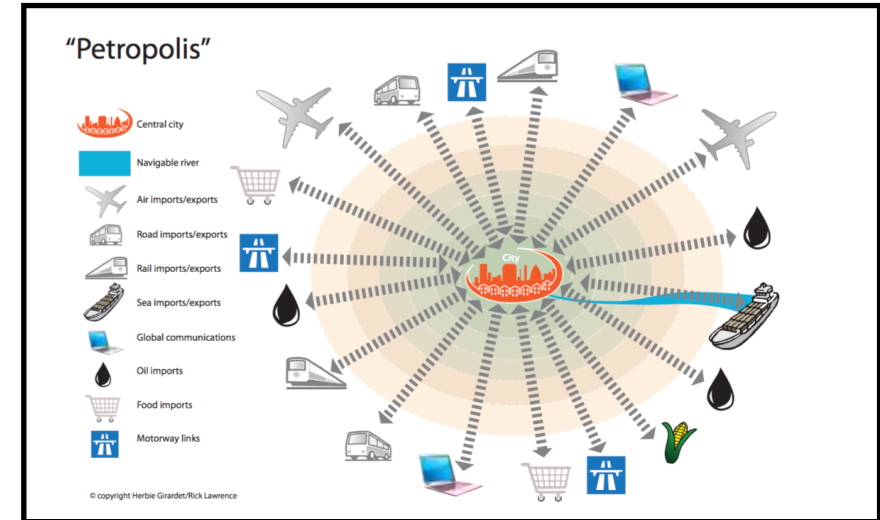 “Petropolis”
Central city
Navigable river
Air imports/exports
Road imports/exports
Rail imports/exports
Sea imports/exports
Global communications
Oil imports
Food imports
Motorway links
City
© copyright Herbie Girardet/Rick Lawrence